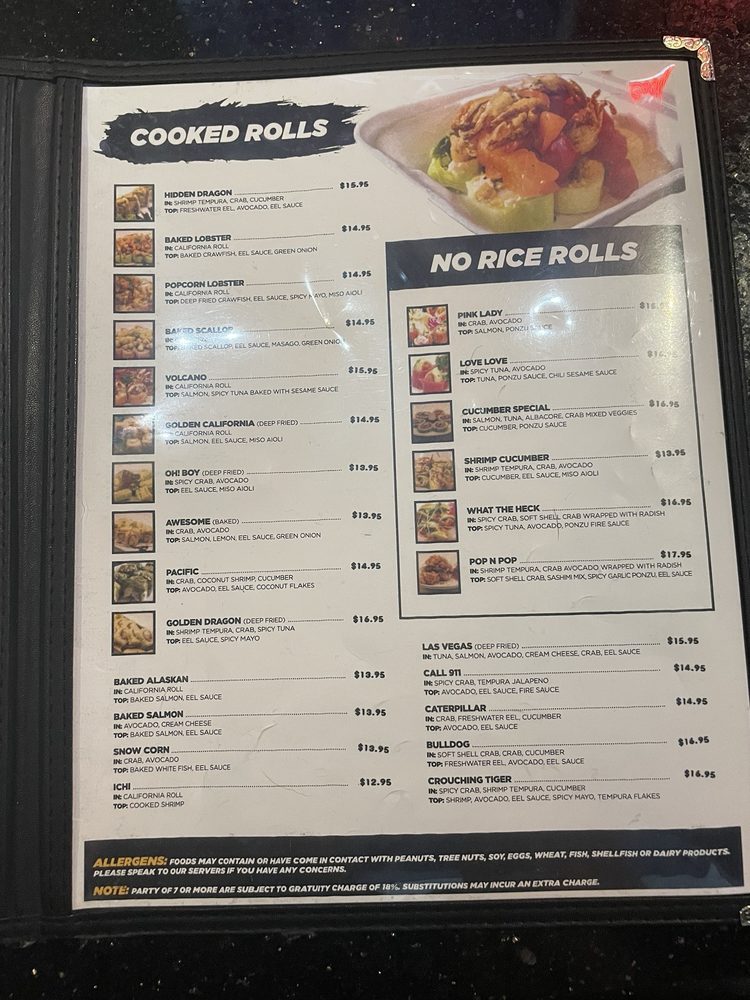 COOKED ROLLS
HIDDEN DRAGON $15.95
IN: SHRIMP TEMPURA, CRAB, CUCUMBER
TOP: FRESHWATER EEL, AVOCADO, EEL SAUCE
BAKED LOBSTER $14.95
IN: CALIFORNIA ROLL
TOP: BAKED CRAWFISH, EEL SAUCE, GREEN ONION
POPCORN LOBSTER $14.95
IN: CALIFORNIA ROLL
TOP: DEEP FRIED CRAWFISH, EEL SAUCE, SPICY MAYO, MISO AIOLI
BAKED SCALLOP $14.95
TOP: BAKED SCALLOP, EEL SAUCE, MASAGO, GREEN ONION
VOLCANO $15.95
IN: CALIFORNIA ROLL
TOP: SALMON, SPICY TUNA BAKED WITH SESAME SAUCE
GOLDEN CALIFORNIA (DEEP FRIED) $14.95
IN: CALIFORNIA ROLL
TOP: SALMON, EEL SAUCE, MISO AIOLI
OH! BOY (DEEP FRIED) $13.95
IN: SPICY CRAB, AVOCADO
TOP: EEL SAUCE, MISO AIOLI
AWESOME (BAKED) $13.95
IN: CRAB, AVOCADO
TOP: SALMON, LEMON, EEL SAUCE, GREEN ONION
PACIFIC $14.95
IN: CRAB, COCONUT SHRIMP, CUCUMBER
TOP: AVOCADO, EEL SAUCE, COCONUT FLAKES
GOLDEN DRAGON (DEEP FRIED) $16.95
IN: SHRIMP TEMPURA, CRAB, SPICY TUNA
TOP: EEL SAUCE, SPICY MAYO
BAKED ALASKAN $13.95
IN: CALIFORNIA ROLL
TOP: BAKED SALMON, EEL SAUCE
BAKED SALMON $13.95
IN: AVOCADO, CREAM CHEESE
TOP: BAKED SALMON, EEL SAUCE
SNOW CORN $13.95
IN: CRAB, AVOCADO
TOP: BAKED WHITE FISH, EEL SAUCE
ICHI $12.95
IN: CALIFORNIA ROLL
TOP: COOKED SHRIMP
NO RICE ROLLS
PINK LADY
IN: CRAB, AVOCADO
TOP: SALMON, PONZU SAUCE
LOVE LOVE $16.95
IN: SPICY TUNA, AVOCADO
TOP: TUNA, PONZU SAUCE, CHILI SESAME SAUCE
CUCUMBER SPECIAL $16.95
IN: SALMON, TUNA, ALBACORE, CRAB MIXED VEGGIES
TOP: CUCUMBER, PONZU SAUCE
SHRIMP CUCUMBER $13.95
IN: SHRIMP TEMPURA, CRAB, AVOCADO
TOP: CUCUMBER, EEL SAUCE, MISO AIOLI
WHAT THE HECK $16.95
IN: SPICY CRAB, SOFT SHELL CRAB WRAPPED WITH RADISH
TOP: SPICY TUNA, AVOCADO, PONZU FIRE SAUCE
POP N POP $17.95
IN: SHRIMP TEMPURA, CRAB AVOCADO, WRAPPED WITH RADISH
TOP: SOFT SHELL CRAB, SASHIMI MIX, SPICY GARLIC PONZU, EEL SAUCE
LAS VEGAS (DEEP FRIED) $15.95
IN: TUNA, SALMON, AVOCADO, CREAM CHEESE, CRAB, EEL SAUCE
CALL 911 $14.95
IN: SPICY CRAB, TEMPURA JALAPENO
TOP: AVOCADO, EEL SAUCE, FIRE SAUCE
CATERPILLAR $14.95
IN: CRAB, FRESHWATER EEL, CUCUMBER
TOP: AVOCADO, EEL SAUCE
BULLDOG $16.95
IN: SOFT SHELL CRAB, CRAB, CUCUMBER
TOP: FRESHWATER EEL, AVOCADO, EEL SAUCE
CROUCHING TIGER $16.95
IN: SPICY CRAB, SHRIMP TEMPURA, CUCUMBER
TOP: SHRIMP, AVOCADO, EEL SAUCE, SPICY MAYO, TEMPURA FLAKES
ALLERGENS: FOODS MAY CONTAIN OR HAVE COME IN CONTACT WITH PEANUTS, TREE NUTS, SOY, EGGS, WHEAT, FISH, SHELLFISH OR DAIRY PRODUCTS.
PLEASE SPEAK TO OUR SERVERS IF YOU HAVE ANY CONCERNS.
NOTE: PARTY OF 7 OR MORE ARE SUBJECT TO GRATUITY CHARGE OF 18%. SUBSTITUTIONS MAY INCUR AN EXTRA CHARGE.